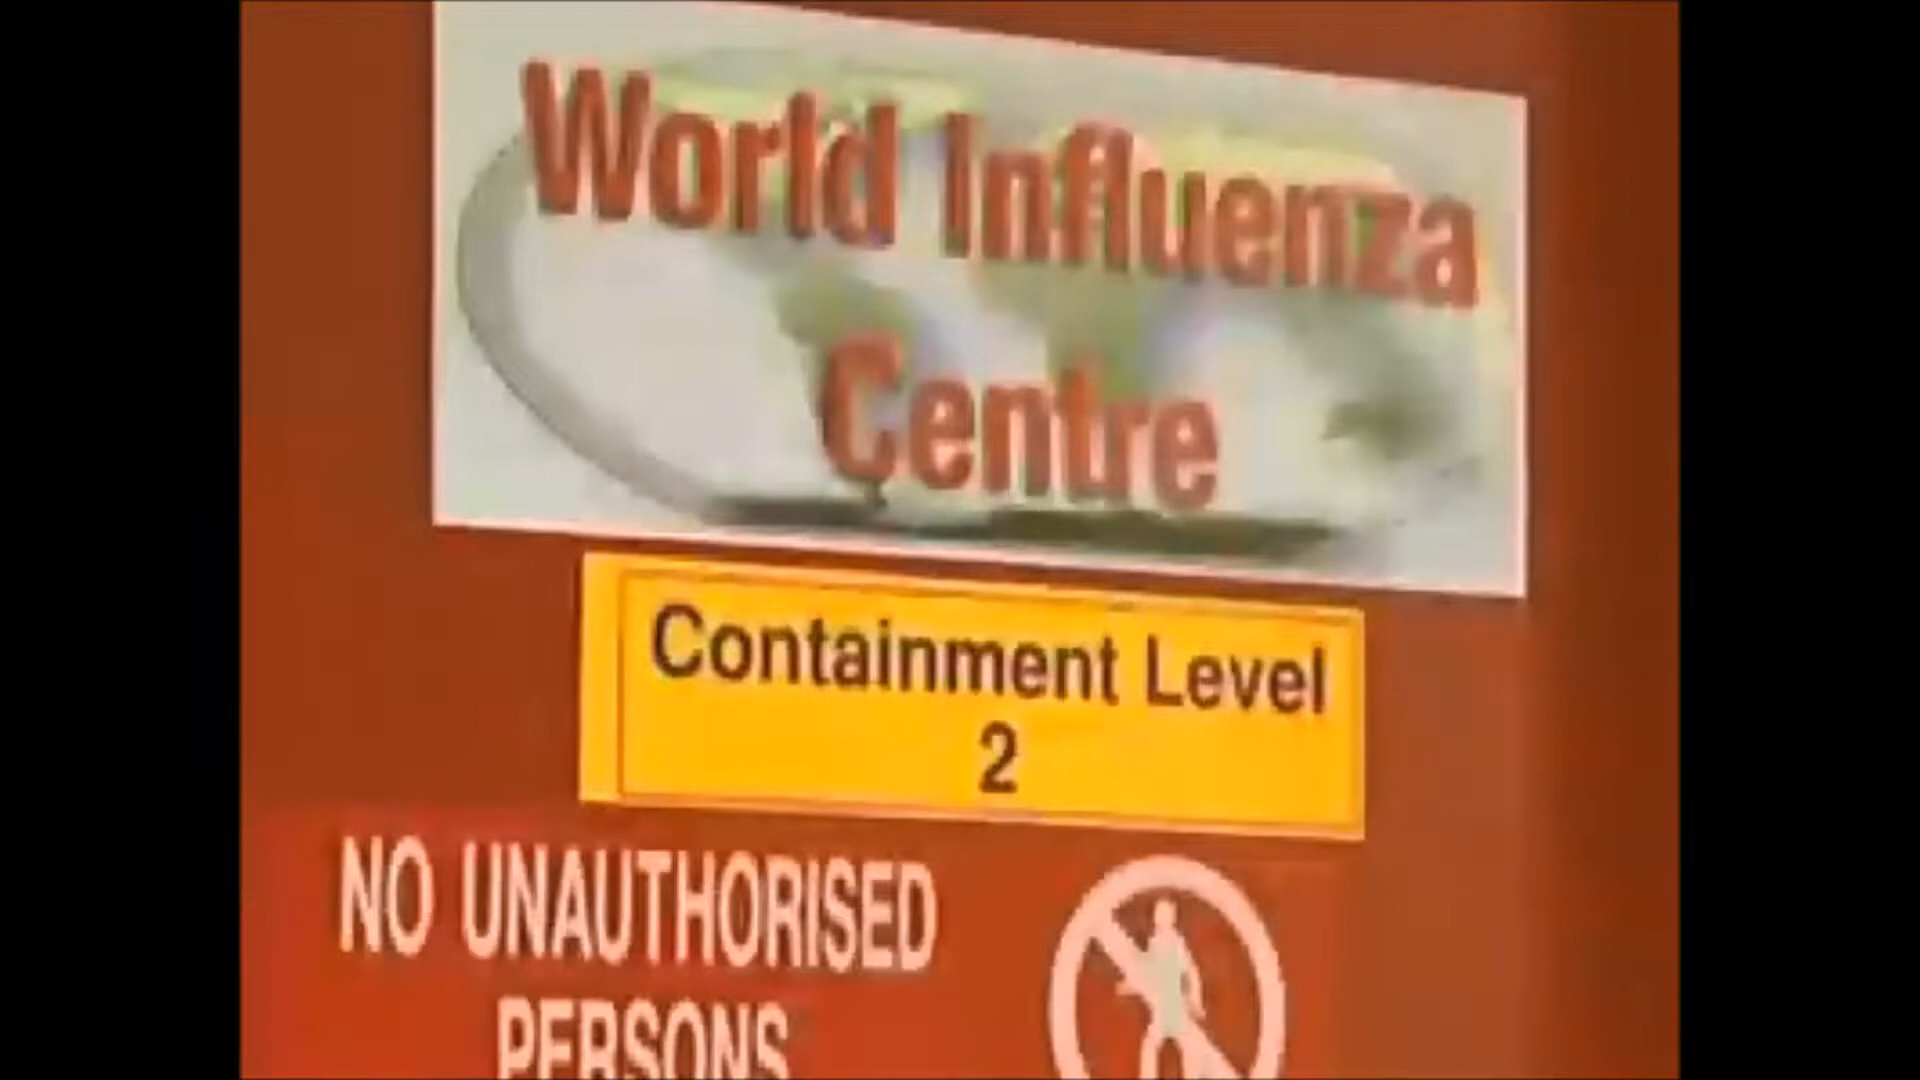 World Influenza
Centre
Containment Level
2
NO UNAUTHORISED
PERSONS